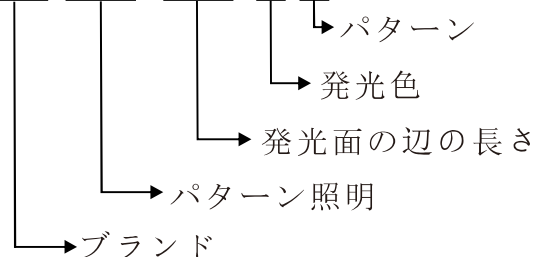 パターン
発光色
発光面の辺の長さ
パターン照明
ブランド